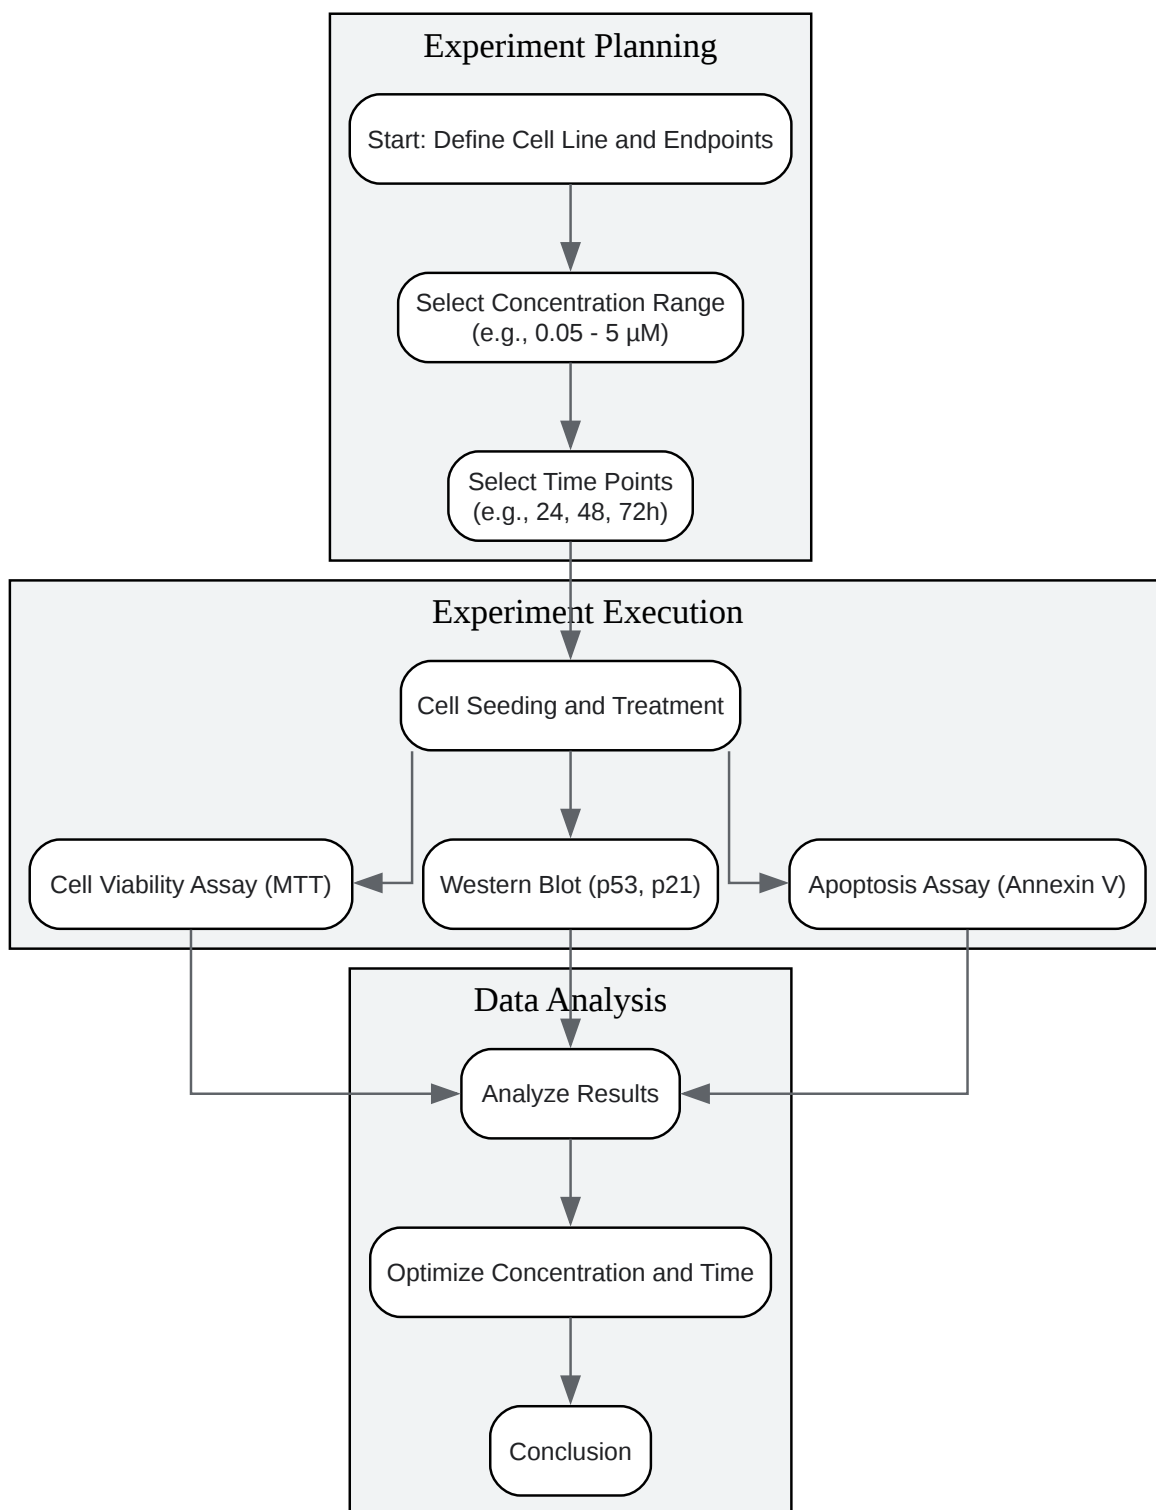 Experiment Planning
Start: Define Cell Line and Endpoints
Select Concentration Range
(e.g., 0.05 - 5 µM)
Select Time Points
(e.g., 24, 48, 72h)
Experiment Execution
Cell Seeding and Treatment
Cell Viability Assay (MTT)
Western Blot (p53, p21)
Apoptosis Assay (Annexin V)
Data Analysis
Analyze Results
Optimize Concentration and Time
Conclusion